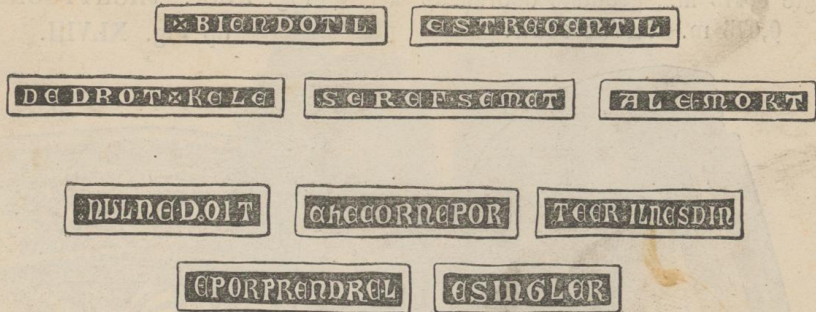 ×BIENDOTIL ESTREGENTIL
DEDROT×KELE SEREFSEMET ALEMORT
NULNEDOIT AHECORNEPOR TEER ILNESDIN
EPORPRENDREL ESINGLER